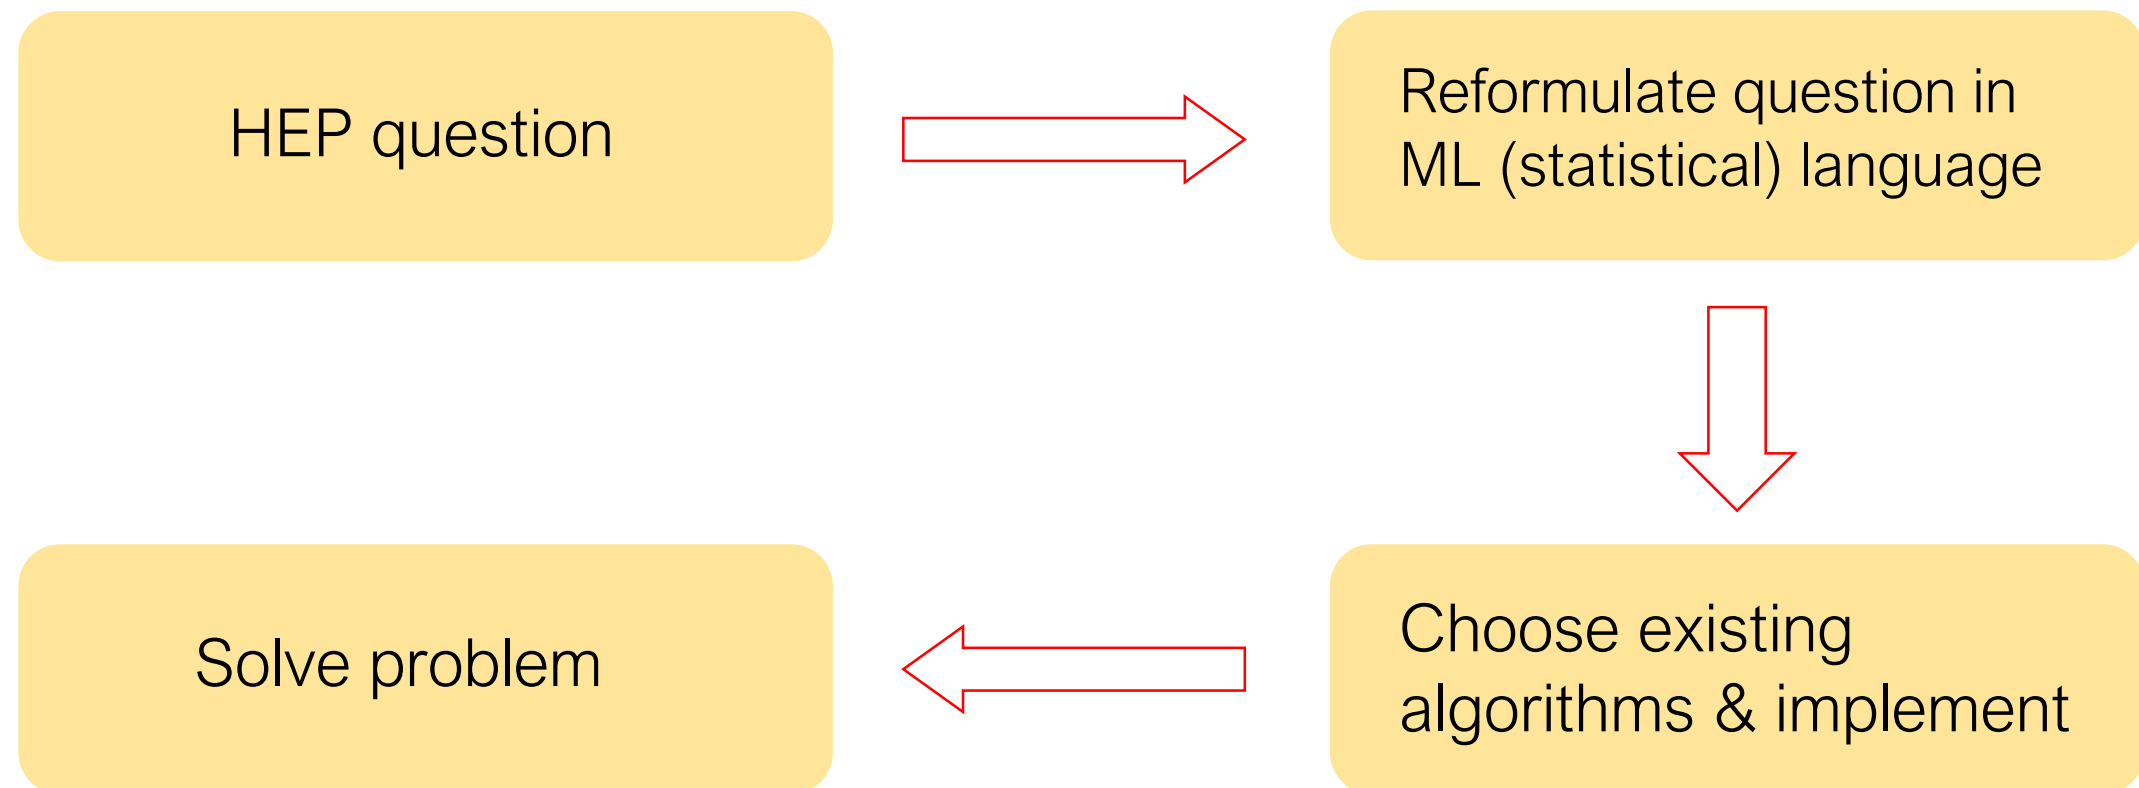 HEP question
Reformulate question in
ML (statistical) language
Choose existing
algorithms & implement
Solve problem